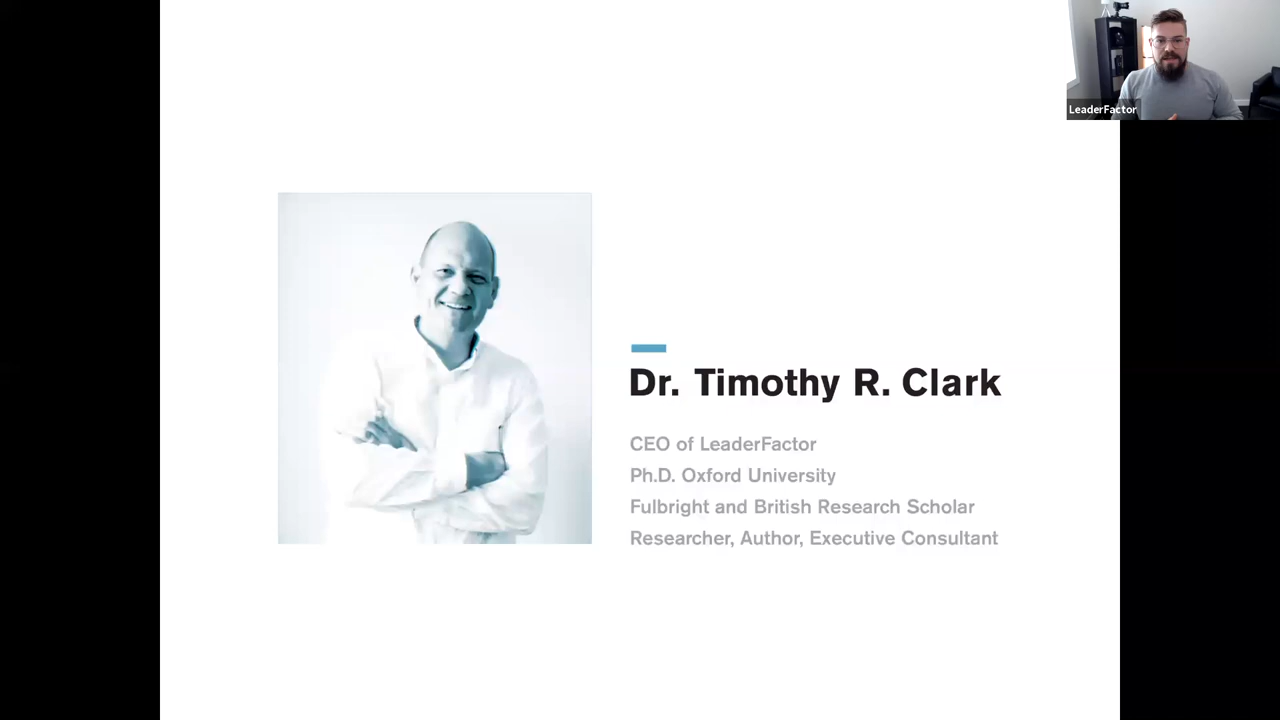 LeaderFactor
Dr. Timothy R. Clark
CEO of LeaderFactor
Ph.D. Oxford University
Fulbright and British Research Scholar
Researcher, Author, Executive Consultant